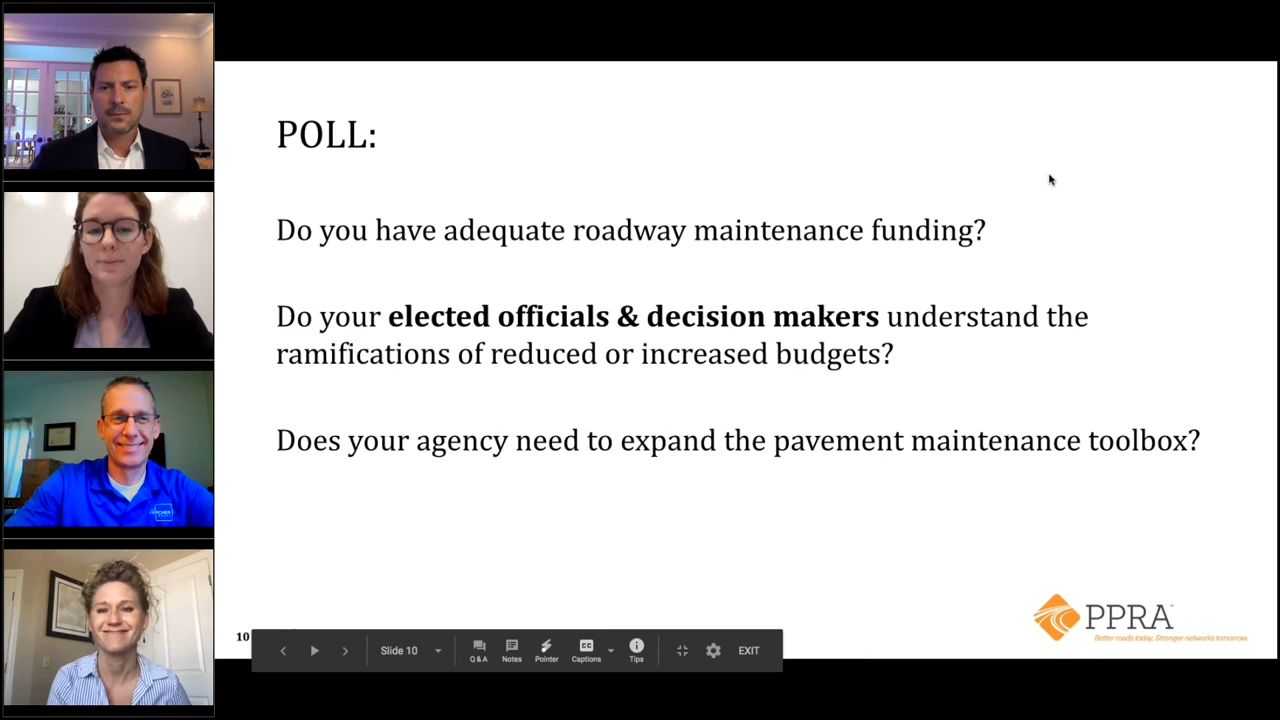 POLL:
Do you have adequate roadway maintenance funding?
Do your elected officials & decision makers understand the
ramifications of reduced or increased budgets?
Does your agency need to expand the pavement maintenance toolbox?
PPRA
Better roads today. Stronger networks tomorrow.
10
Slide 10
Q & A
Notes
Pointer
CC
Captions
Tips
EXIT